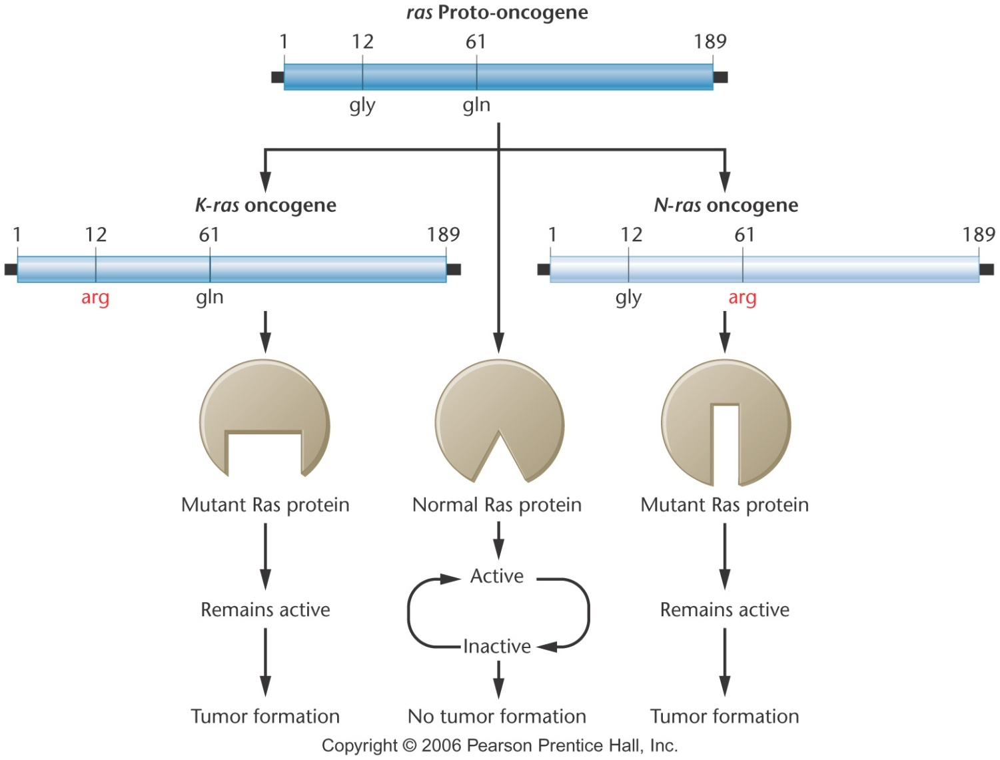 ras Proto-oncogene
1 12 61 189
gly gln
K-ras oncogene
1 12 61 189
arg gln
N-ras oncogene
1 12 61 189
gly arg
Mutant Ras protein
Normal Ras protein
Mutant Ras protein
Remains active
Active
Inactive
Remains active
Tumor formation
No tumor formation
Tumor formation
Copyright © 2006 Pearson Prentice Hall, Inc.